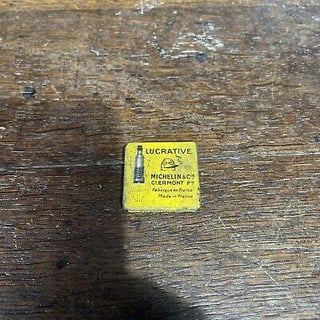 LUCRATIVE
MICHELIN & Cie
CLERMONT Fd
Fabriqué en France
Made in France